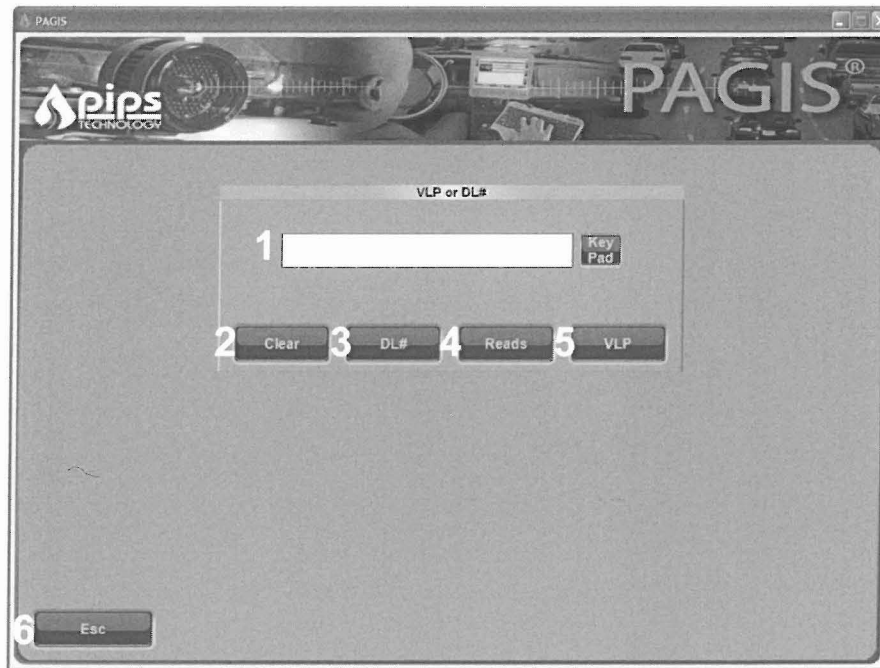 PAGIS
pips
TECHNOLOGY
PAGIS®
VLP or DL#
1
Key
Pad
2 Clear 3 DL# 4 Reads 5 VLP
6 Esc